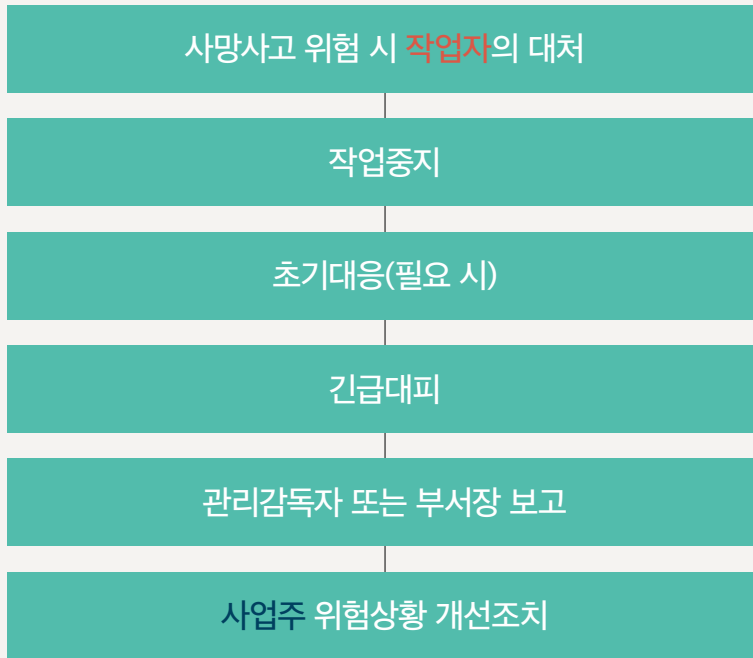 사망사고 위험 시 작업자의 대처
작업중지
초기대응(필요 시)
긴급대피
관리감독자 또는 부서장 보고
사업주 위험상황 개선조치